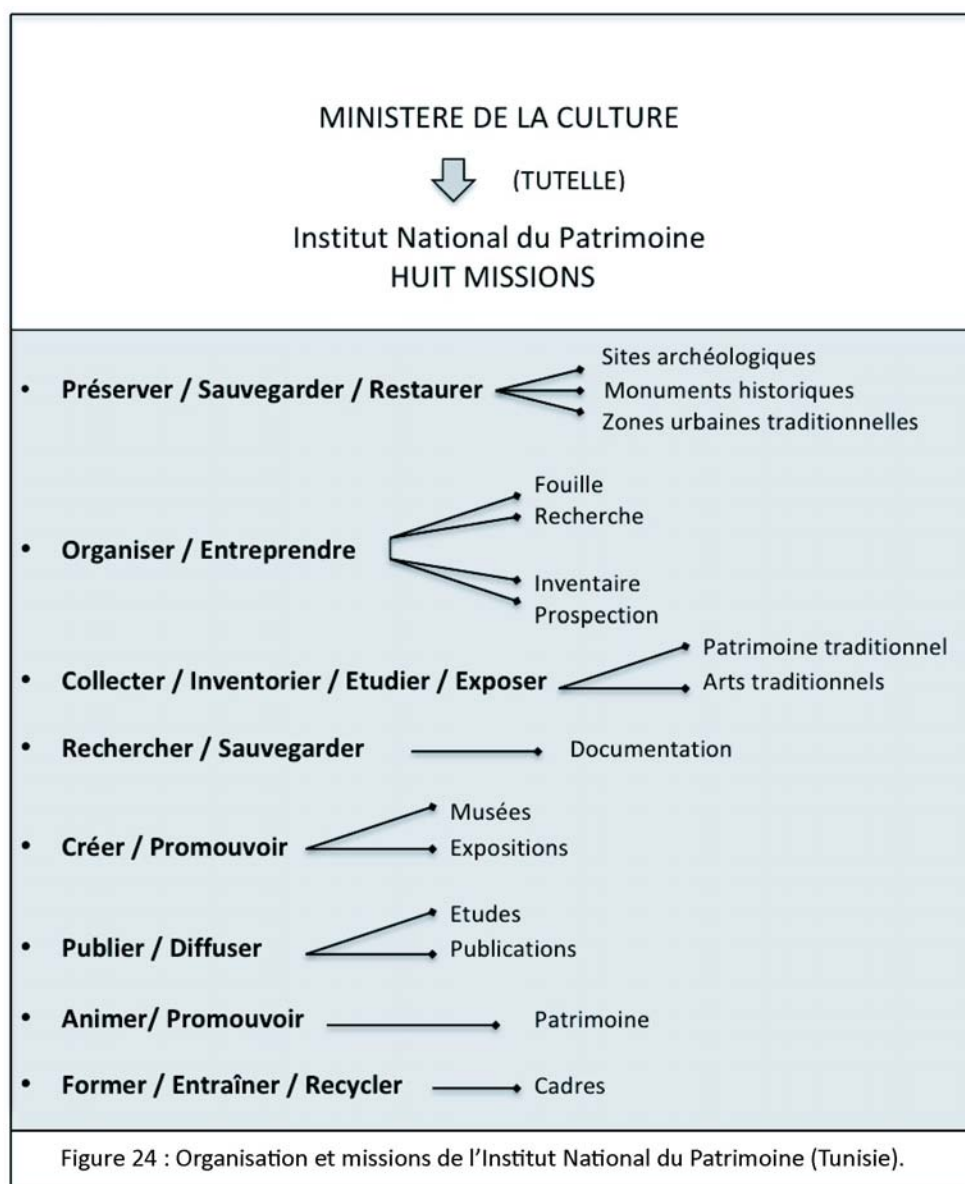 MINISTERE DE LA CULTURE
(TUTELLE)
Institut National du Patrimoine
HUIT MISSIONS
• Préserver / Sauvegarder / Restaurer
Sites archéologiques
Monuments historiques
Zones urbaines traditionnelles
• Organiser / Entreprendre
Fouille
Recherche
Inventaire
Prospection
• Collecter / Inventorier / Etudier / Exposer
Patrimoine traditionnel
Arts traditionnels
• Rechercher / Sauvegarder
Documentation
• Créer / Promouvoir
Musées
Expositions
• Publier / Diffuser
Etudes
Publications
• Animer/ Promouvoir
Patrimoine
• Former / Entraîner / Recycler
Cadres
Figure 24 : Organisation et missions de l'Institut National du Patrimoine (Tunisie).